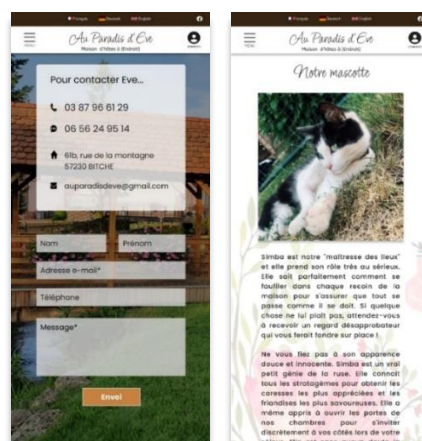 Français Deutsch English
Au Paradis d'Eve
MENU
Maison d'hôtes à (Endroit)
Pour contacter Eve...
03 87 96 61 29
06 56 24 95 14
61b, rue de la montagne
57230 BITCHE
auparadisdeve@gmail.com
Nom Prénom
Adresse e-mail*
Téléphone
Message*
Envoi
Français Deutsch English
Au Paradis d'Eve
MENU
Maison d'hôtes à (Endroit)
Notre mascotte
Simba est notre "maîtresse des lieux"
et elle prend son rôle très au sérieux.
Elle sait parfaitement comment se
faufiler dans chaque recoin de la
maison pour s'assurer que tout se
passe comme il se doit. Si quelque
chose ne lui plaît pas, attendez-vous
à recevoir un regard désapprobateur
qui vous ferait fondre sur place !
Ne vous fiez pas à son apparence
douce et innocente. Simba est un vrai
petit génie de la ruse. Elle connaît
tous les stratagèmes pour obtenir les
caresses les plus appréciées et les
friandises les plus savoureuses. Elle a
même appris à ouvrir les portes de
nos chambres pour s'inviter
discrètement à vos côtés lors de votre